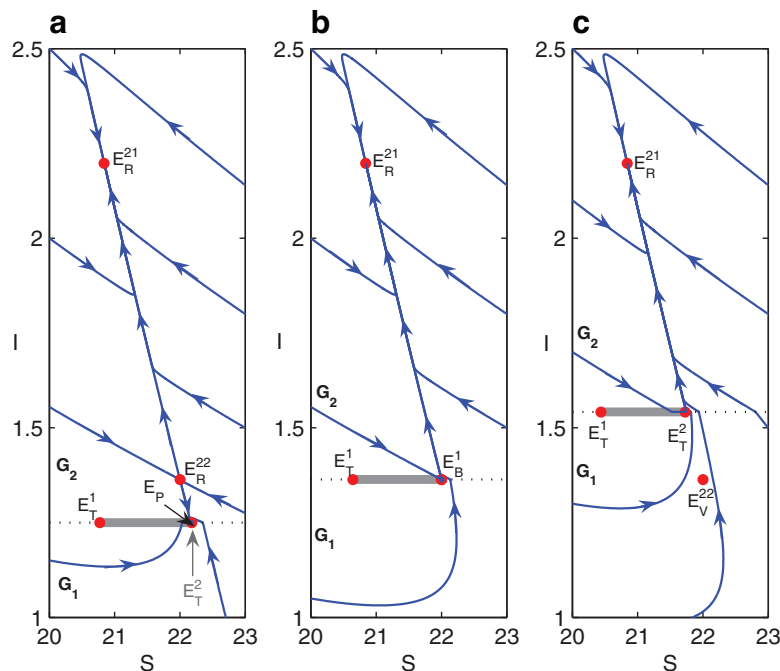 a
b
c
2.5
2
1.5
1
I
20
21
22
23
S
E_R^21
E_R^22
G_2
E_T^1
E_P
G_1
E_T^2
I
20
21
22
23
S
E_R^21
G_2
E_T^1
E_B^1
G_1
2.5
2
1.5
1
I
20
21
22
23
S
E_R^21
G_2
E_T^1
E_T^2
G_1
E_V^22
2.5
2
1.5
1